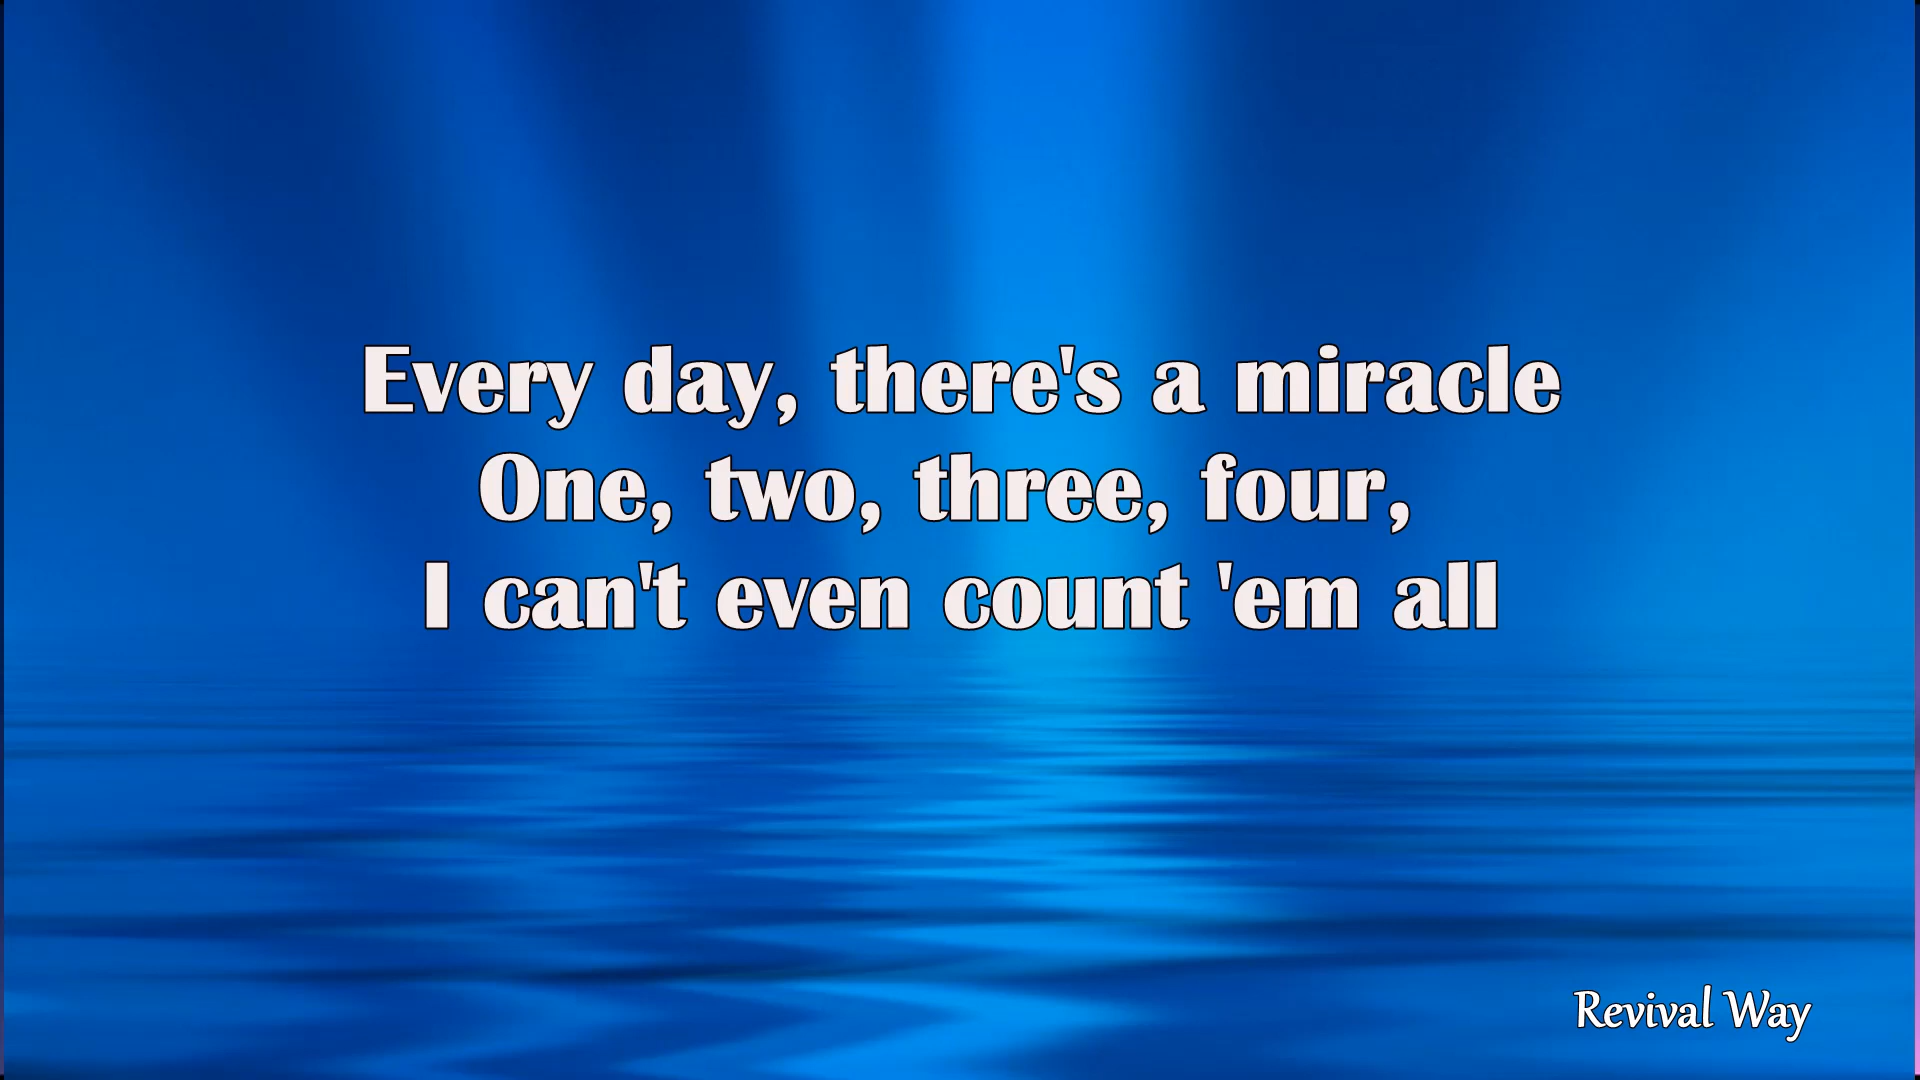 Every day, there's a miracle
One, two, three, four,
I can't even count 'em all
Revival Way